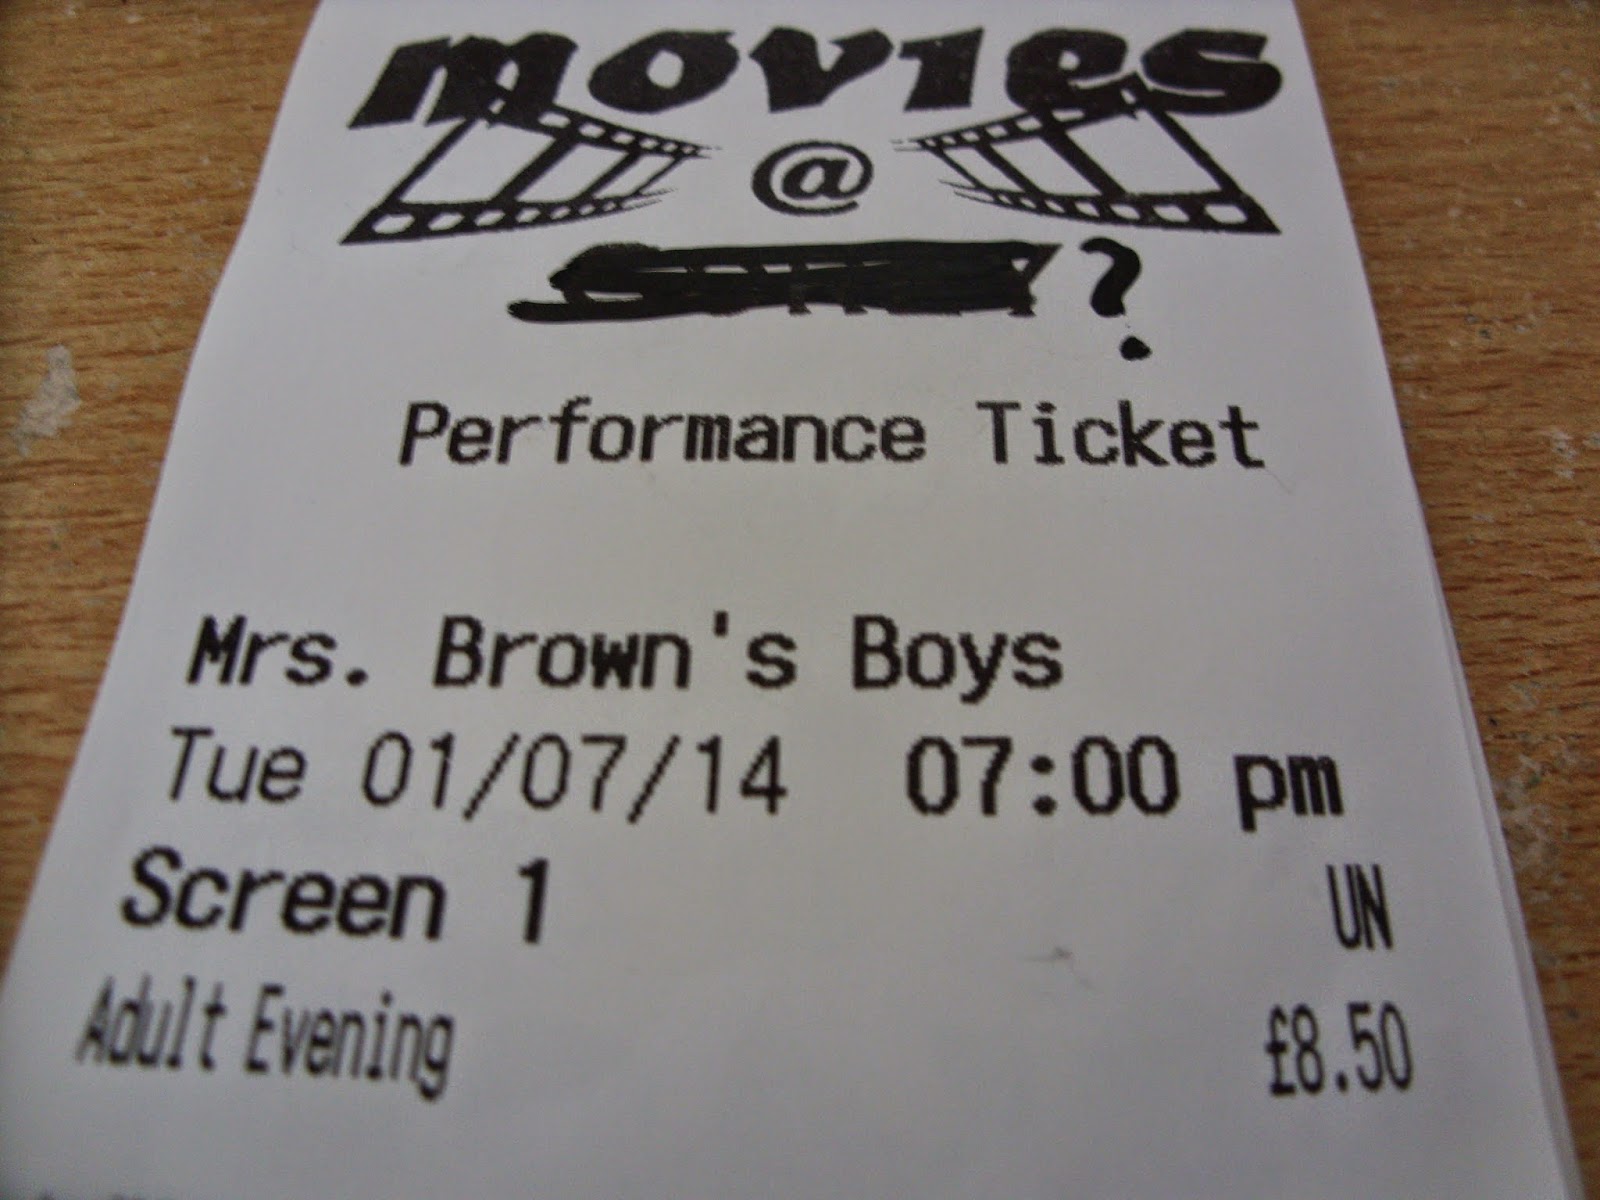 movies
@
?
Performance Ticket
Mrs. Brown's Boys
Tue 01/07/14 07:00 pm
Screen 1 UN
Adult Evening £8.50